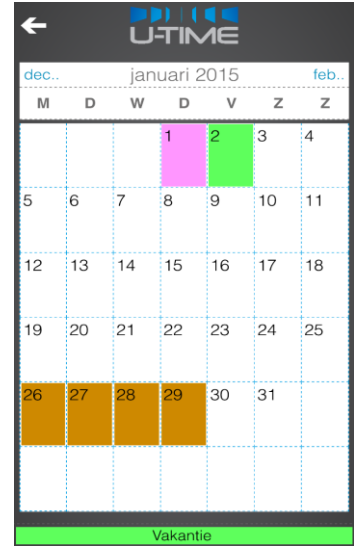 U-TIME
dec.. januari 2015 feb..
M D W D V Z Z
1 2 3 4
5 6 7 8 9 10 11
12 13 14 15 16 17 18
19 20 21 22 23 24 25
26 27 28 29 30 31
Vakantie